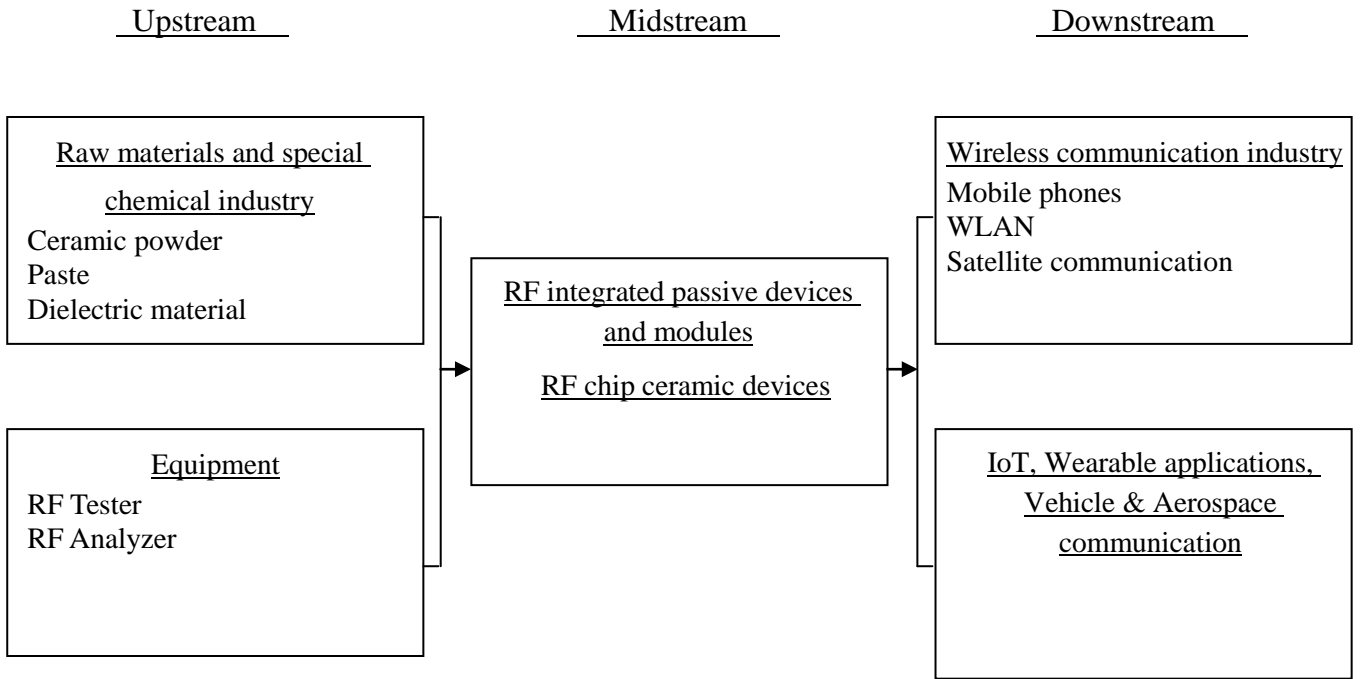 Upstream
Midstream
Downstream
Raw materials and special
chemical industry
Ceramic powder
Paste
Dielectric material
Equipment
RF Tester
RF Analyzer
RF integrated passive devices
and modules
RF chip ceramic devices
Wireless communication industry
Mobile phones
WLAN
Satellite communication
IoT, Wearable applications,
Vehicle & Aerospace
communication